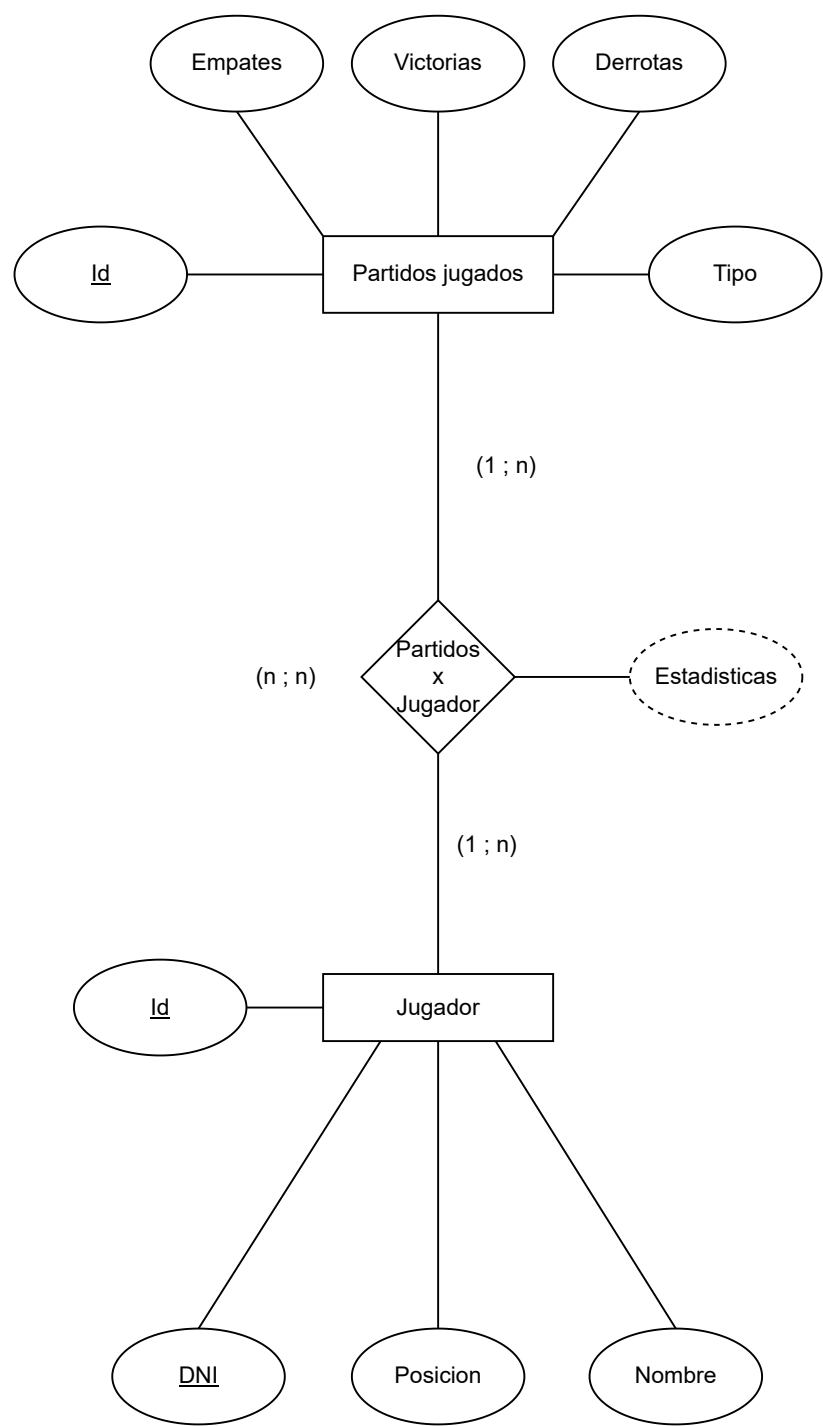 Empates
Victorias
Derrotas
Id
Partidos jugados
Tipo
(1 ; n)
(n ; n)
Partidos
x
Jugador
Estadisticas
(1 ; n)
Id
Jugador
DNI
Posicion
Nombre